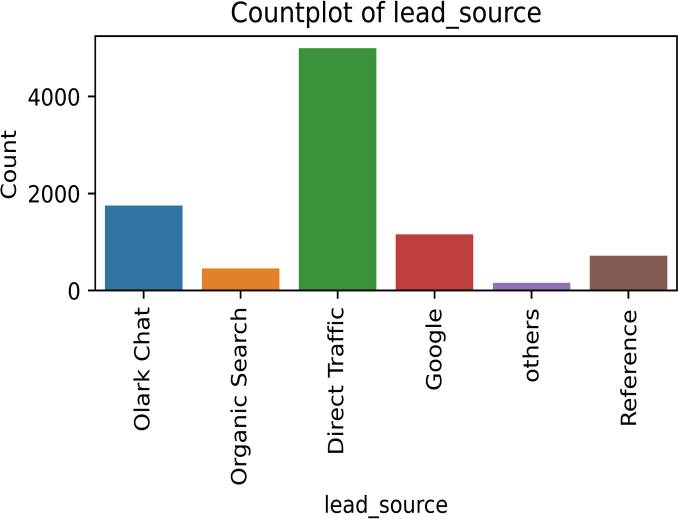 Countplot of lead_source
Count
4000
2000
0
Olark Chat
Organic Search
Direct Traffic
Google
others
Reference
lead_source